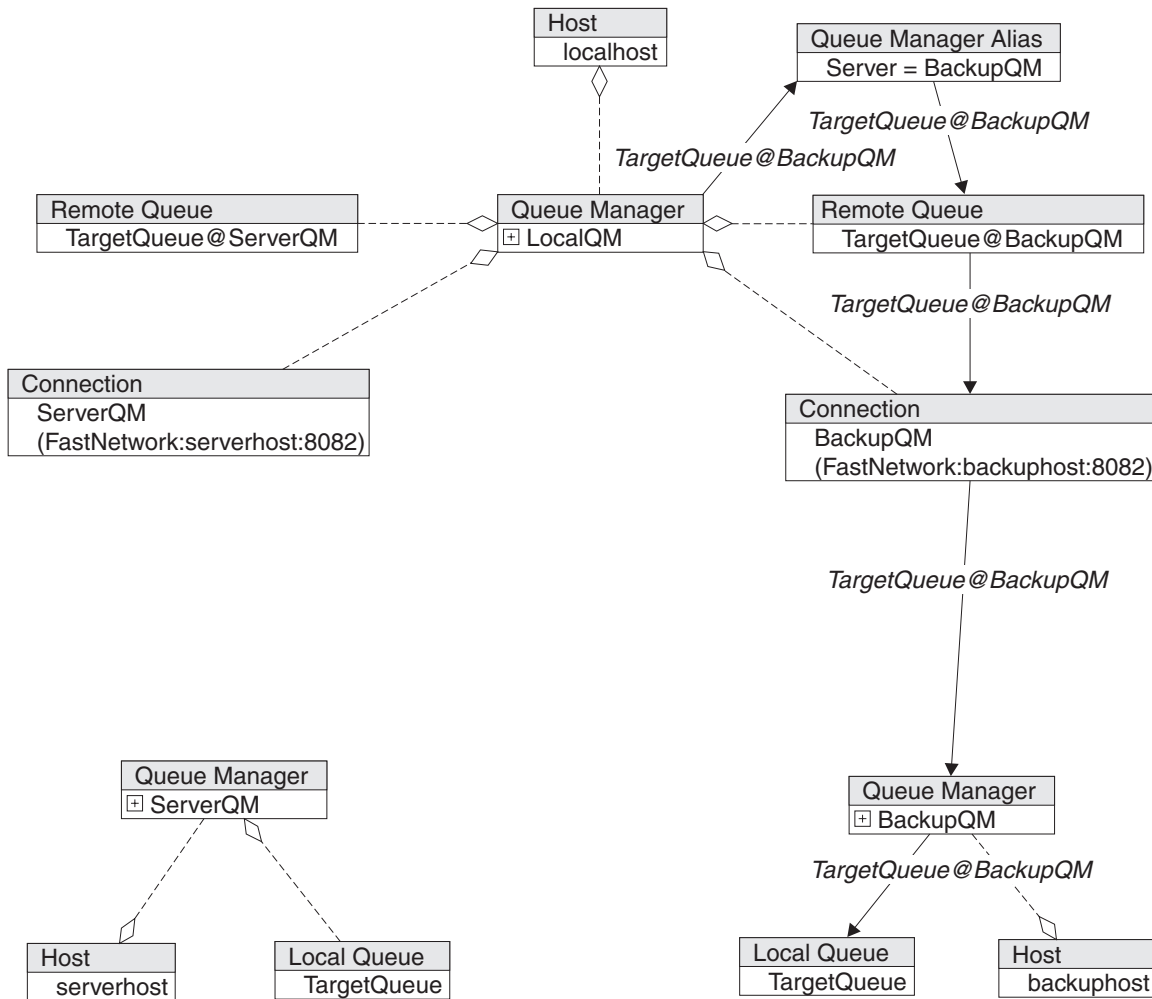 Host
localhost
Queue Manager Alias
Server = BackupQM
TargetQueue@BackupQM
TargetQueue@BackupQM
Remote Queue
TargetQueue@ServerQM
Queue Manager
+ LocalQM
Remote Queue
TargetQueue@BackupQM
TargetQueue@BackupQM
Connection
ServerQM
(FastNetwork:serverhost:8082)
Connection
BackupQM
(FastNetwork:backuphost:8082)
TargetQueue@BackupQM
Queue Manager
+ ServerQM
Queue Manager
+ BackupQM
TargetQueue@BackupQM
Host
serverhost
Local Queue
TargetQueue
Local Queue
TargetQueue
Host
backuphost